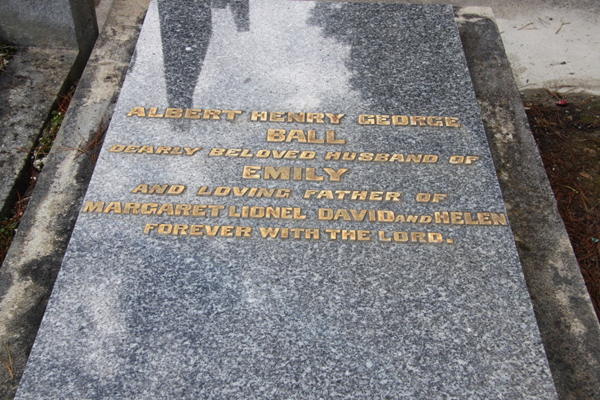 ALBERT HENRY GEORGE
BALL
DEARLY BELOVED HUSBAND OF
EMILY
AND LOVING FATHER OF
MARGARET LIONEL DAVID AND HELEN
FOREVER WITH THE LORD.